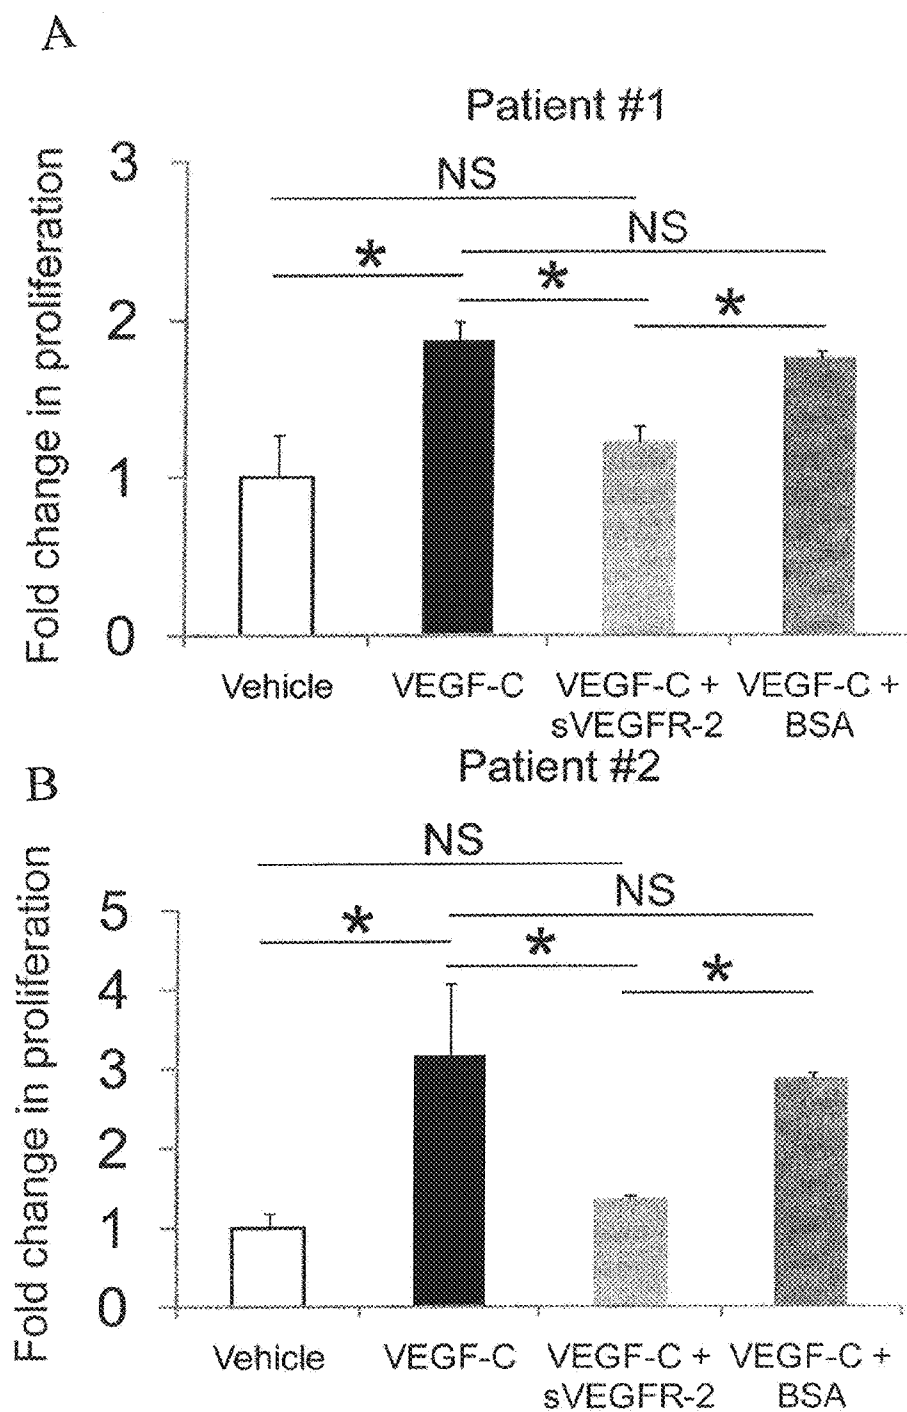 A
Patient #1
Fold change in proliferation
3
2
1
0
NS
NS
*
*
*
Vehicle
VEGF-C
VEGF-C +
sVEGFR-2
VEGF-C +
BSA
B
Patient #2
Fold change in proliferation
5
4
3
2
1
0
NS
NS
*
*
*
Vehicle
VEGF-C
VEGF-C +
sVEGFR-2
VEGF-C +
BSA